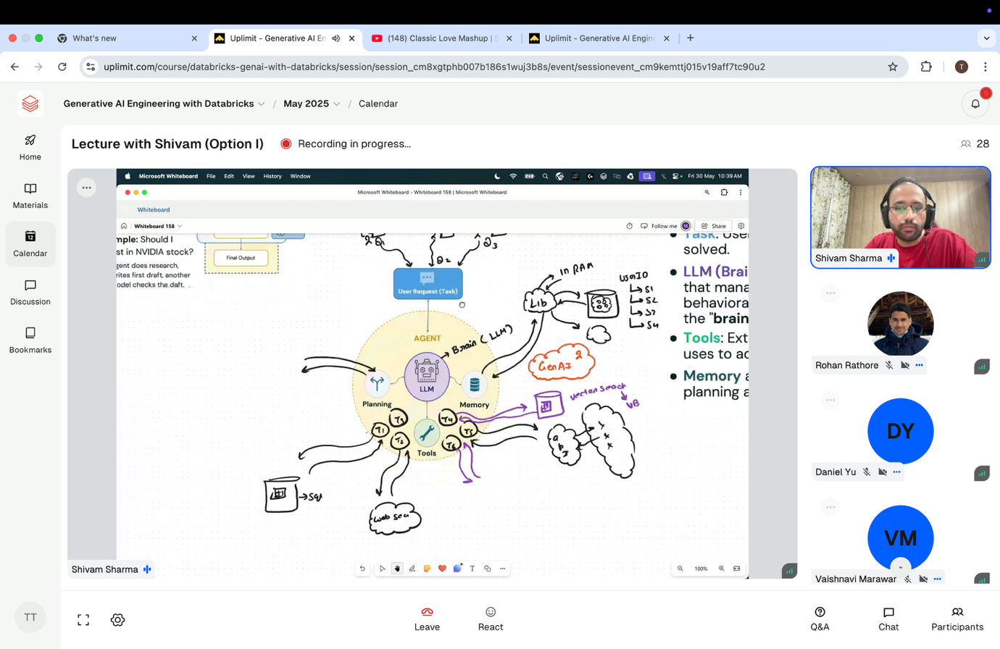 What's new
Uplimit - Generative AI En
(148) Classic Love Mashup | S
Uplimit - Generative AI Engine
uplimit.com/course/databricks-genai-with-databricks/session/session_cm8xgtphb007b186s1wuj3b8s/event/sessionevent_cm9kemttj015v19aff7tc90u2
T
Generative AI Engineering with Databricks / May 2025 / Calendar
5
Home
Materials
12
Calendar
Discussion
Bookmarks
TT
Lecture with Shivam (Option I)
Recording in progress...
28
Microsoft Whiteboard File Edit View History Window
Fri 30 May 10:39 AM
Microsoft Whiteboard - Whiteboard 158 | Microsoft Whiteboard
Whiteboard
Whiteboard 158
Follow me
SS
Share
mple: Should I
st in NVIDIA stock?
gent does research,
rites first draft, another
odel checks the daft.
Final Output
Q1
Q2
Q3
User Request (Task)
AGENT
Brain (LLM)
LLM
Planning
Memory
Tools
T1
T2
T3
T4
T5
T6
Lib
in RAM
S1
S2
S3
S4
GenAI 2
vector seach
VB
SQL
web sea
Task: User
solved.
LLM (Brai
that mana
behaviora
the "brain
Tools: Ext
uses to ac
Memory a
planning a
100%
Shivam Sharma
Shivam Sharma
Rohan Rathore
DY
Daniel Yu
VM
Vaishnavi Marawar
Leave
React
Q&A
Chat
Participants